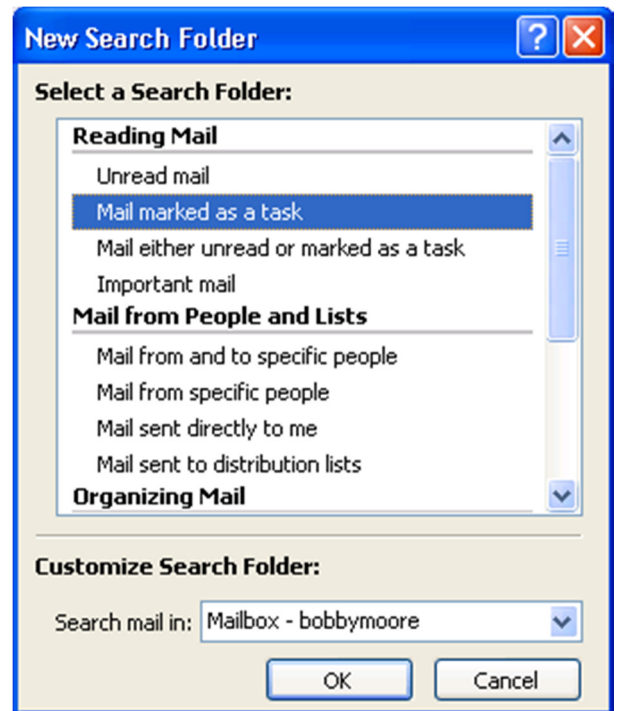 New Search Folder
Select a Search Folder:
Reading Mail
Unread mail
Mail marked as a task
Mail either unread or marked as a task
Important mail
Mail from People and Lists
Mail from and to specific people
Mail from specific people
Mail sent directly to me
Mail sent to distribution lists
Organizing Mail
Customize Search Folder:
Search mail in: Mailbox - bobbymoore
OK Cancel